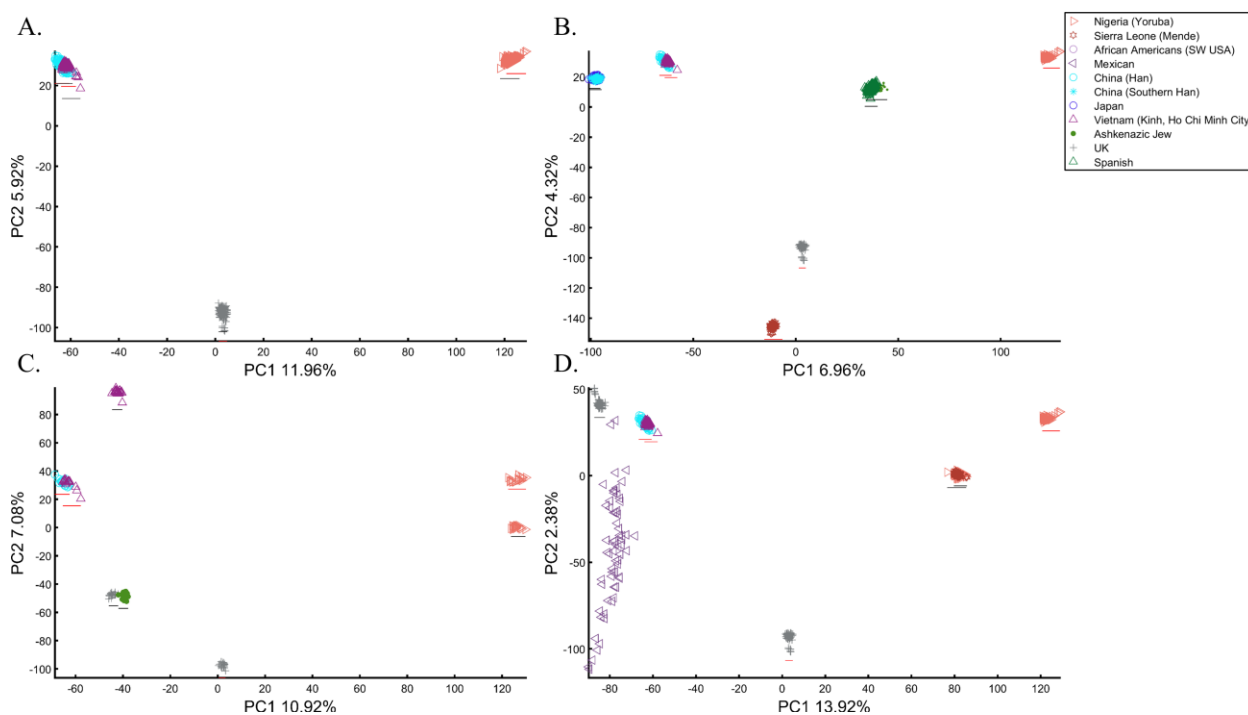 A.
20
0
-20
-40
-60
-80
-100
PC2 5.92%
-60
-40
-20
0
20
40
60
80
100
120
PC1 11.96%
B.
20
0
-20
-40
-60
-80
-100
-120
-140
PC2 4.32%
-100
-50
0
50
100
PC1 6.96%
Nigeria (Yoruba)
Sierra Leone (Mende)
African Americans (SW USA)
Mexican
China (Han)
China (Southern Han)
Japan
Vietnam (Kinh, Ho Chi Minh City
Ashkenazic Jew
UK
Spanish
C.
80
60
40
20
0
-20
-40
-60
-80
-100
PC2 7.08%
-60
-40
-20
0
20
40
60
80
100
120
PC1 10.92%
D.
50
0
-50
-100
PC2 2.38%
-80
-60
-40
-20
0
20
40
60
80
100
120
PC1 13.92%